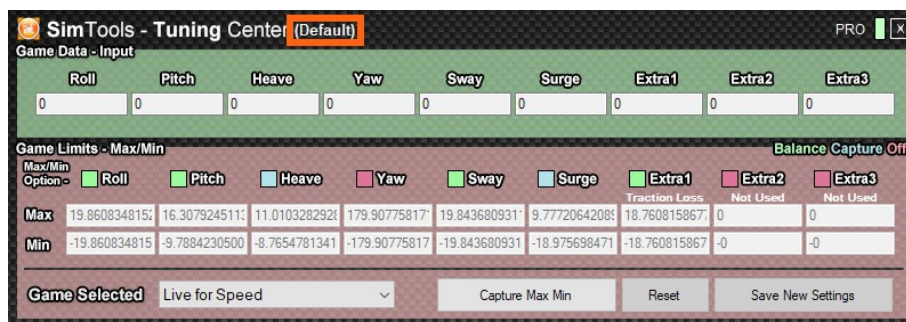 SimTools - Tuning Center (Default) PRO X
Game Data - Input
Roll Pitch Heave Yaw Sway Surge Extra1 Extra2 Extra3
0 0 0 0 0 0 0 0 0
Game Limits - Max/Min Balance Capture Off
Max/Min
Option - Roll Pitch Heave Yaw Sway Surge Extra1 Extra2 Extra3
Traction Loss Not Used Not Used
Max 19.8608348152 16.3079245113 11.0103282928 179.90775817 19.843680931 9.7772064208 18.760815867 0 0
Min -19.860834815 -9.7884230500 -8.7654781341 -179.90775817 -19.843680931 -18.975698471 -18.760815867 -0 -0
Game Selected Live for Speed Capture Max Min Reset Save New Settings